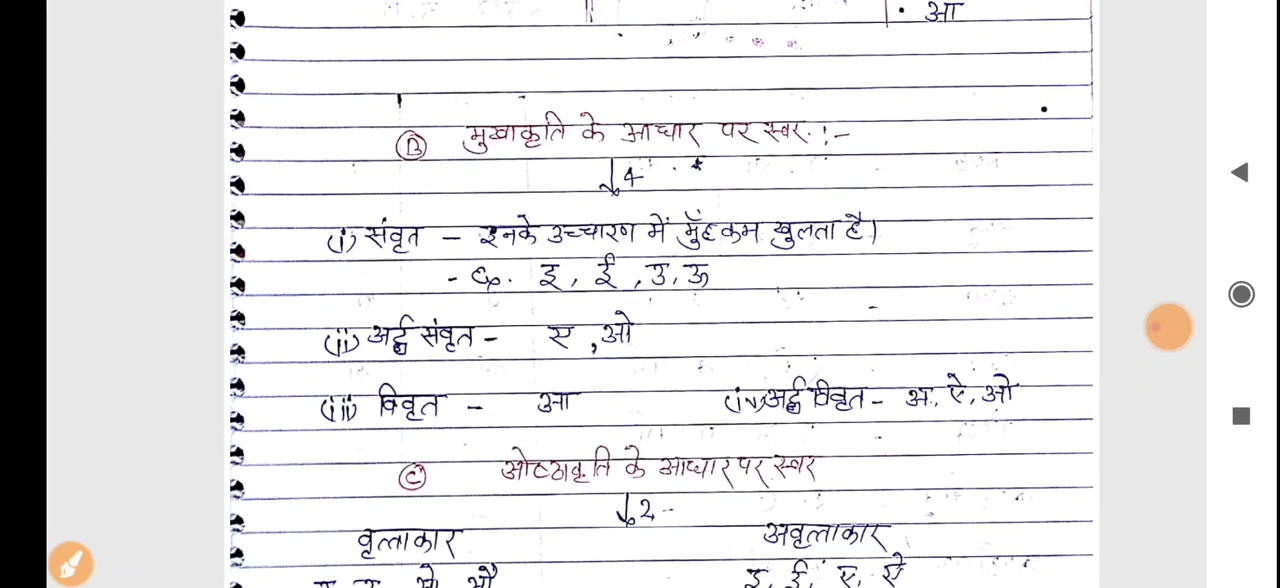 • आ
(B) मुखाकृति के आधार पर स्वर :-
↓4
(i) संवृत - इनके उच्चारण में मुँह कम खुलता है।
- Ex. इ, ई, उ, ऊ
(ii) अर्द्ध संवृत - ए, ओ
(iii) विवृत - आ (iv) अर्द्ध विवृत - अ, ऐ, ओ
(C) ओष्ठाकृति के आधार पर स्वर
↓2-
वृत्ताकार अवृत्ताकार
इ, ई, ए, ऐ